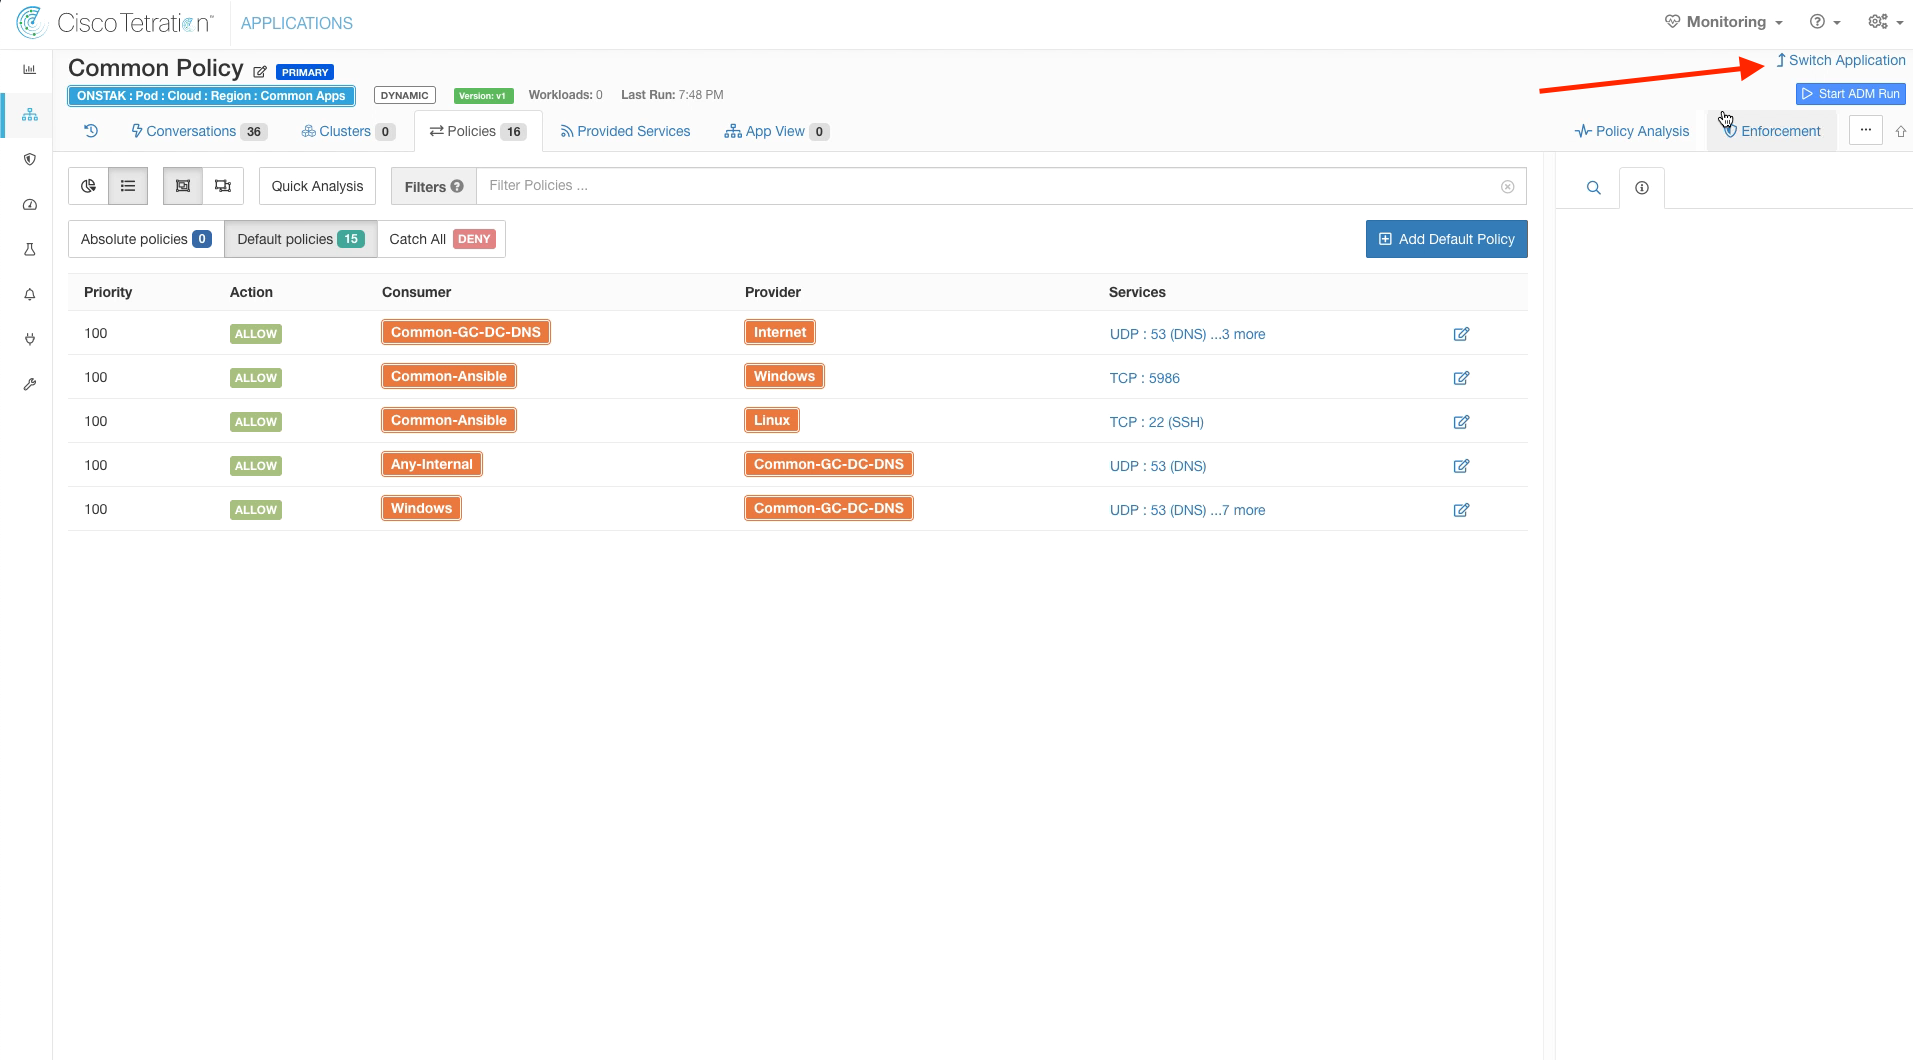 Cisco Tetration™ APPLICATIONS Monitoring
Common Policy PRIMARY Switch Application
ONSTAK : Pod : Cloud : Region : Common Apps DYNAMIC Version: v1 Workloads: 0 Last Run: 7:48 PM Start ADM Run
Conversations 36 Clusters 0 Policies 16 Provided Services App View 0 Policy Analysis Enforcement ...
Quick Analysis Filters ? Filter Policies ...
Absolute policies 0 Default policies 15 Catch All DENY Add Default Policy
Priority Action Consumer Provider Services
100 ALLOW Common-GC-DC-DNS Internet UDP : 53 (DNS) ...3 more
100 ALLOW Common-Ansible Windows TCP : 5986
100 ALLOW Common-Ansible Linux TCP : 22 (SSH)
100 ALLOW Any-Internal Common-GC-DC-DNS UDP : 53 (DNS)
100 ALLOW Windows Common-GC-DC-DNS UDP : 53 (DNS) ...7 more